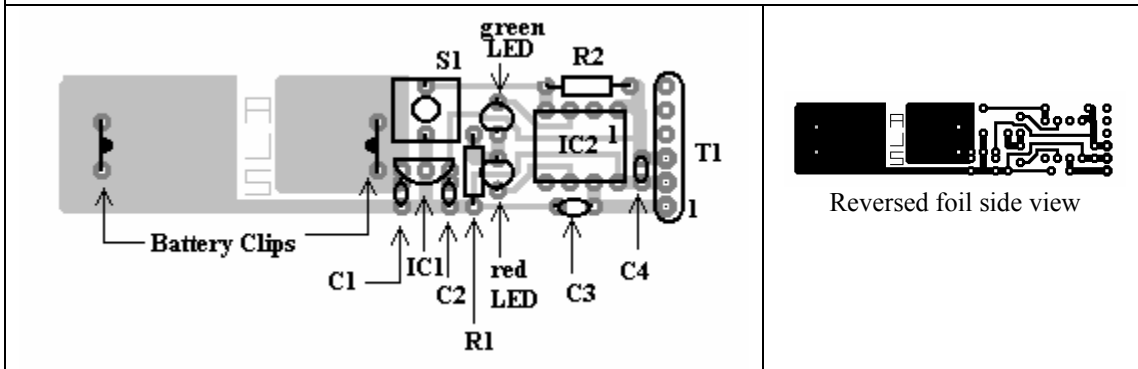 green
LED
S1
R2
A
U
S
1
IC2
T1
1
Battery Clips
C1
IC1
C2
red
LED
C3
C4
R1
A
U
S
Reversed foil side view